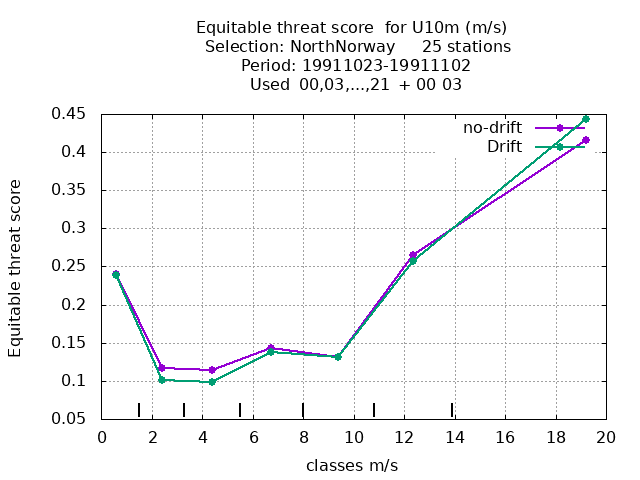 Equitable threat score  for U10m (m/s)
Selection: NorthNorway     25 stations
Period: 19911023-19911102
Used  00,03,...,21  + 00 03
no-drift
Drift
Equitable threat score
0.45
0.4
0.35
0.3
0.25
0.2
0.15
0.1
0.05
0 2 4 6 8 10 12 14 16 18 20
classes m/s